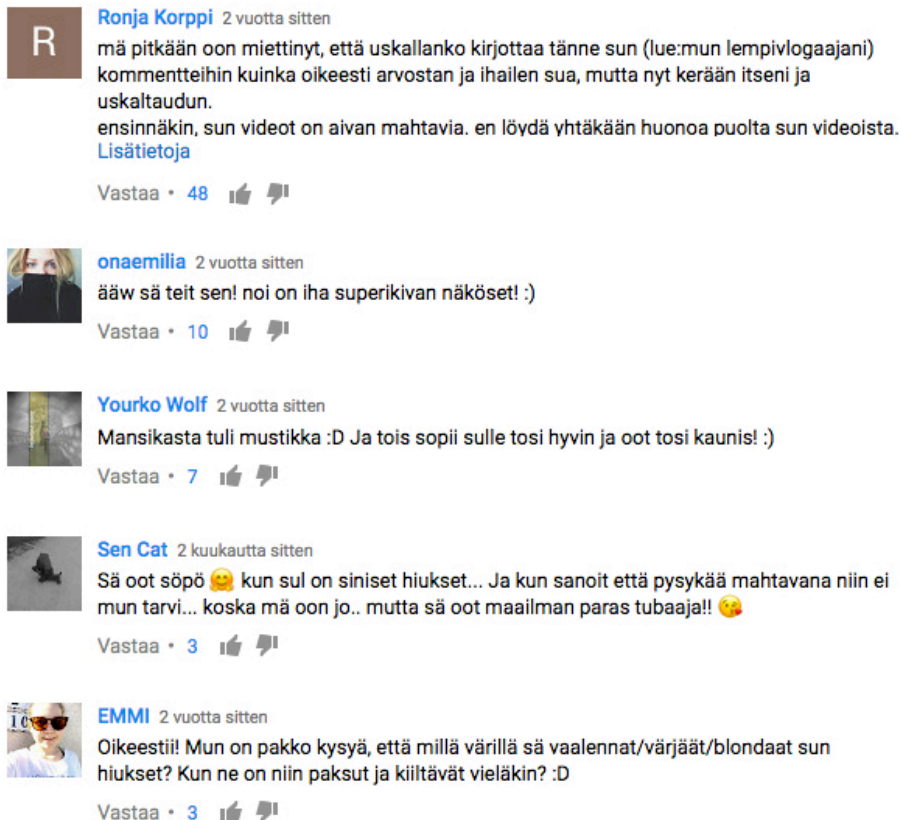 R
Ronja Korppi 2 vuotta sitten
mä pitkään oon miettinyt, että uskallanko kirjottaa tänne sun (lue:mun lempivlogaajani)
kommentteihin kuinka oikeesti arvostan ja ihailen sua, mutta nyt kerään itseni ja
uskaltaudun.
ensinnäkin, sun videot on aivan mahtavia. en löydä yhtäkään huonoa puolta sun videoista.
Lisätietoja
Vastaa • 48
onaemilia 2 vuotta sitten
ääw sä teit sen! noi on iha superikivan näköset! :)
Vastaa • 10
Yourko Wolf 2 vuotta sitten
Mansikasta tuli mustikka :D Ja tois sopii sulle tosi hyvin ja oot tosi kaunis! :)
Vastaa • 7
Sen Cat 2 kuukautta sitten
Sä oot söpö 🤗 kun sul on siniset hiukset... Ja kun sanoit että pysykää mahtavana niin ei
mun tarvi... koska mä oon jo.. mutta sä oot maailman paras tubaaja!! 😘
Vastaa • 3
EMMI 2 vuotta sitten
Oikeestii! Mun on pakko kysyä, että millä värillä sä vaalennat/värjäät/blondaat sun
hiukset? Kun ne on niin paksut ja kiiltävät vieläkin? :D
Vastaa • 3